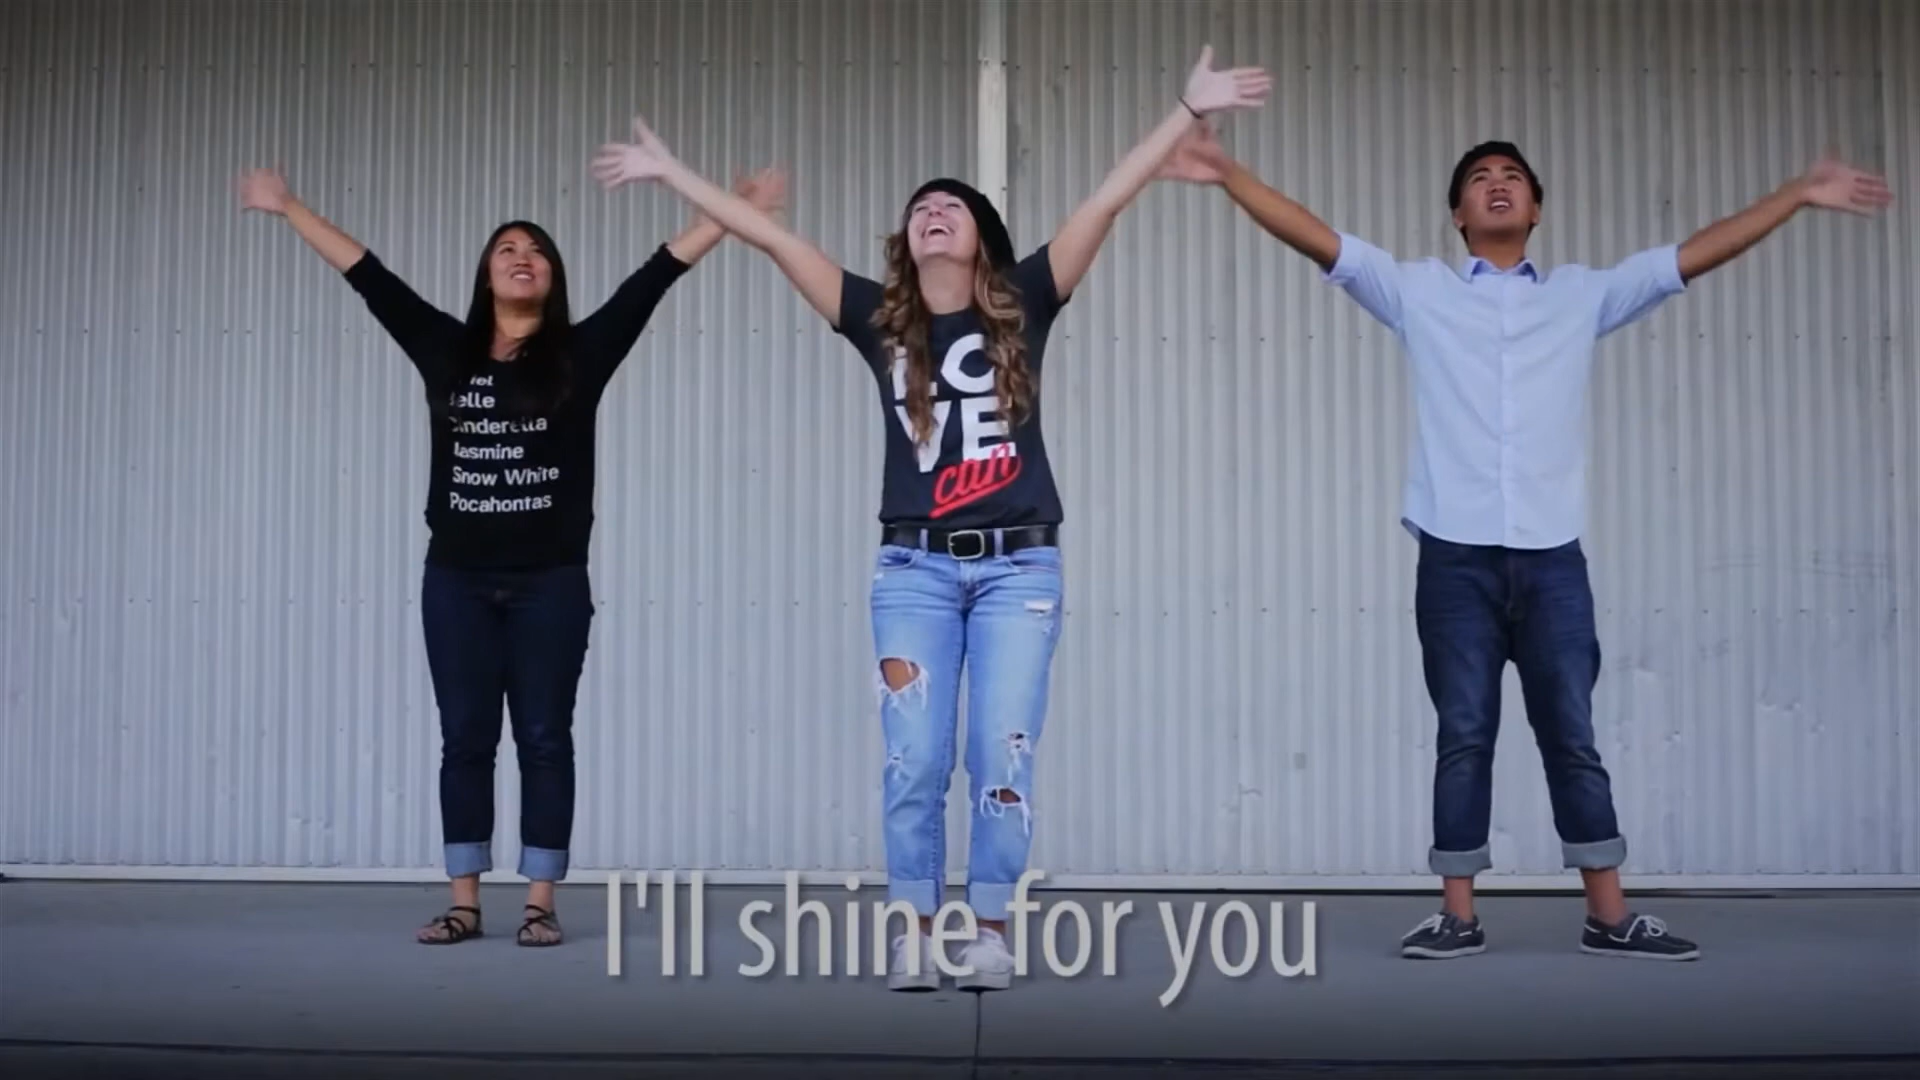 Belle
Cinderella
Jasmine
Snow White
Pocahontas
LO
VE
can
I'll shine for you